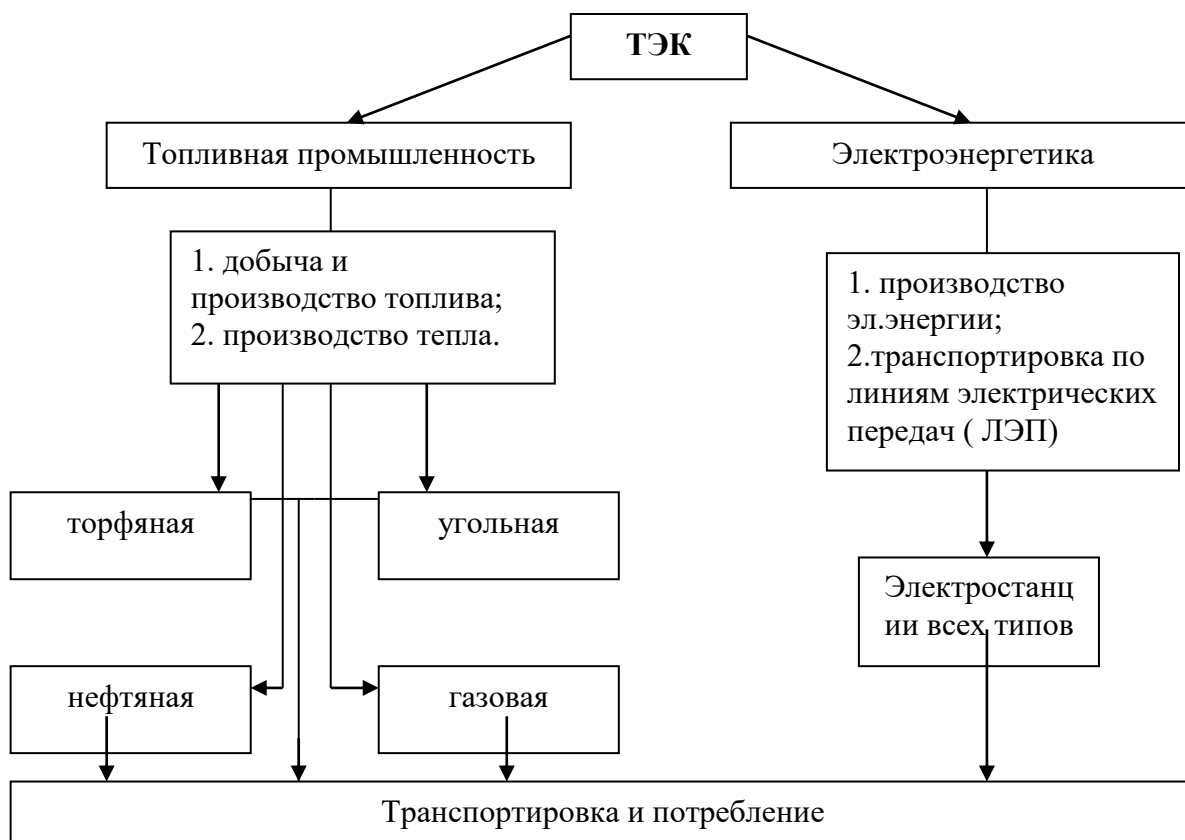 ТЭК
Топливная промышленность
Электроэнергетика
1. добыча и
производство топлива;
2. производство тепла.
1. производство
эл.энергии;
2.транспортировка по
линиям электрических
передач ( ЛЭП)
торфяная
угольная
Электростанц
ии всех типов
нефтяная
газовая
Транспортировка и потребление